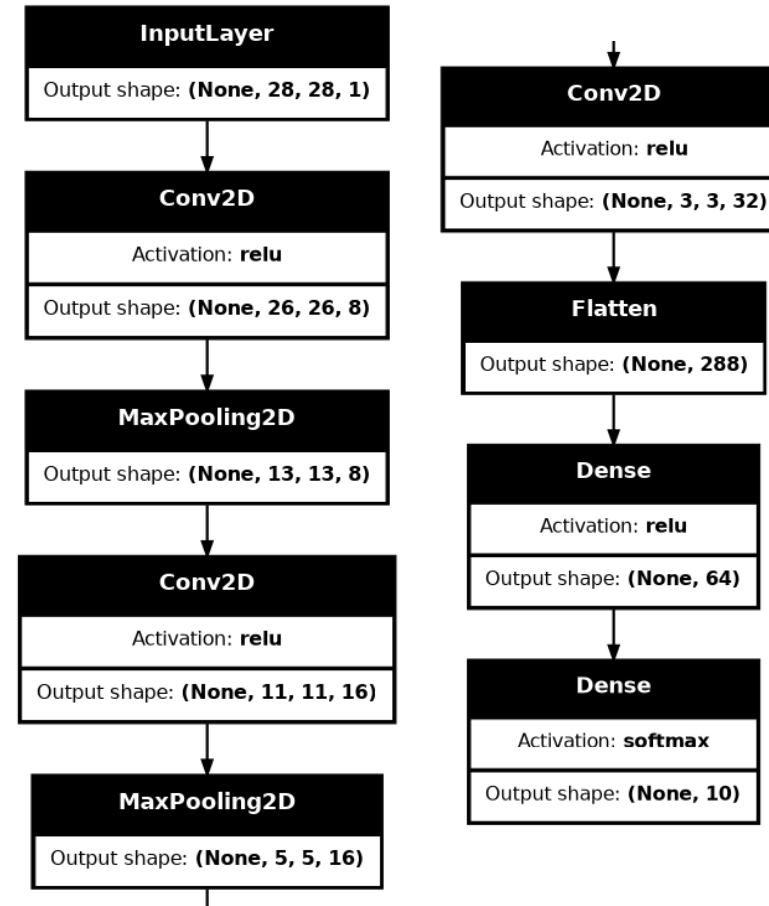 InputLayer
Output shape: (None, 28, 28, 1)
Conv2D
Activation: relu
Output shape: (None, 26, 26, 8)
MaxPooling2D
Output shape: (None, 13, 13, 8)
Conv2D
Activation: relu
Output shape: (None, 11, 11, 16)
MaxPooling2D
Output shape: (None, 5, 5, 16)
Conv2D
Activation: relu
Output shape: (None, 3, 3, 32)
Flatten
Output shape: (None, 288)
Dense
Activation: relu
Output shape: (None, 64)
Dense
Activation: softmax
Output shape: (None, 10)